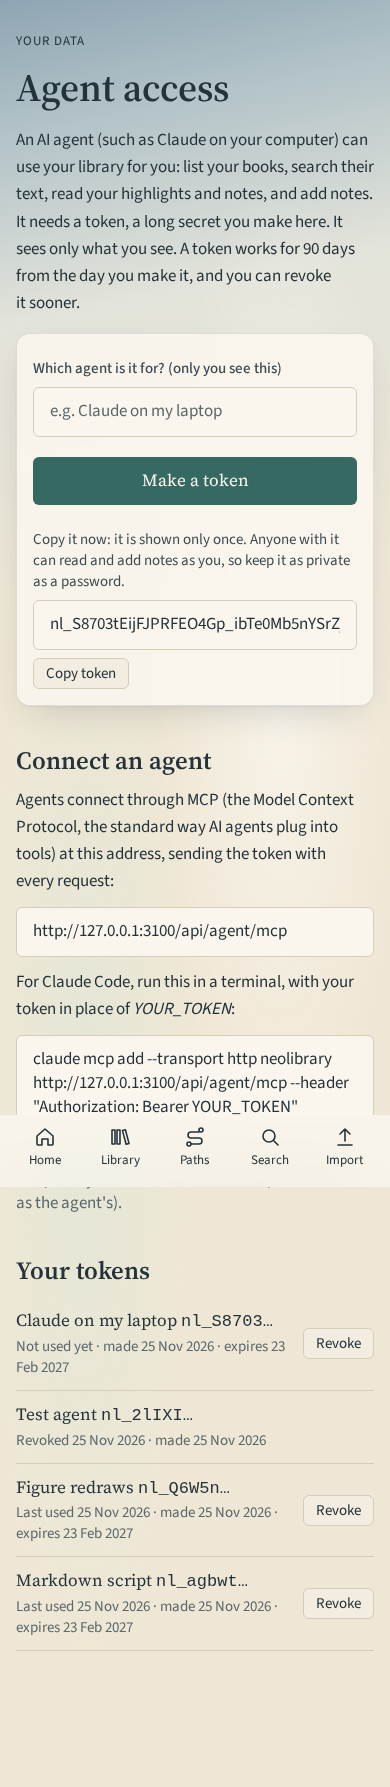 YOUR DATA
Agent access
An AI agent (such as Claude on your computer) can
use your library for you: list your books, search their
text, read your highlights and notes, and add notes.
It needs a token, a long secret you make here. It
sees only what you see. A token works for 90 days
from the day you make it, and you can revoke
it sooner.
Which agent is it for? (only you see this)
e.g. Claude on my laptop
Make a token
Copy it now: it is shown only once. Anyone with it
can read and add notes as you, so keep it as private
as a password.
nl_S8703tEijFJPRFEO4Gp_ibTe0Mb5nYSrZ
Copy token
Connect an agent
Agents connect through MCP (the Model Context
Protocol, the standard way AI agents plug into
tools) at this address, sending the token with
every request:
http://127.0.0.1:3100/api/agent/mcp
For Claude Code, run this in a terminal, with your
token in place of YOUR_TOKEN:
claude mcp add --transport http neolibrary
http://127.0.0.1:3100/api/agent/mcp --header
"Authorization: Bearer YOUR_TOKEN"
Home Library Paths Search Import
as the agent's).
Your tokens
Claude on my laptop nl_S8703…
Not used yet · made 25 Nov 2026 · expires 23
Feb 2027
Revoke
Test agent nl_2lIXI…
Revoked 25 Nov 2026 · made 25 Nov 2026
Figure redraws nl_Q6W5n…
Last used 25 Nov 2026 · made 25 Nov 2026 ·
expires 23 Feb 2027
Revoke
Markdown script nl_agbwt…
Last used 25 Nov 2026 · made 25 Nov 2026 ·
expires 23 Feb 2027
Revoke